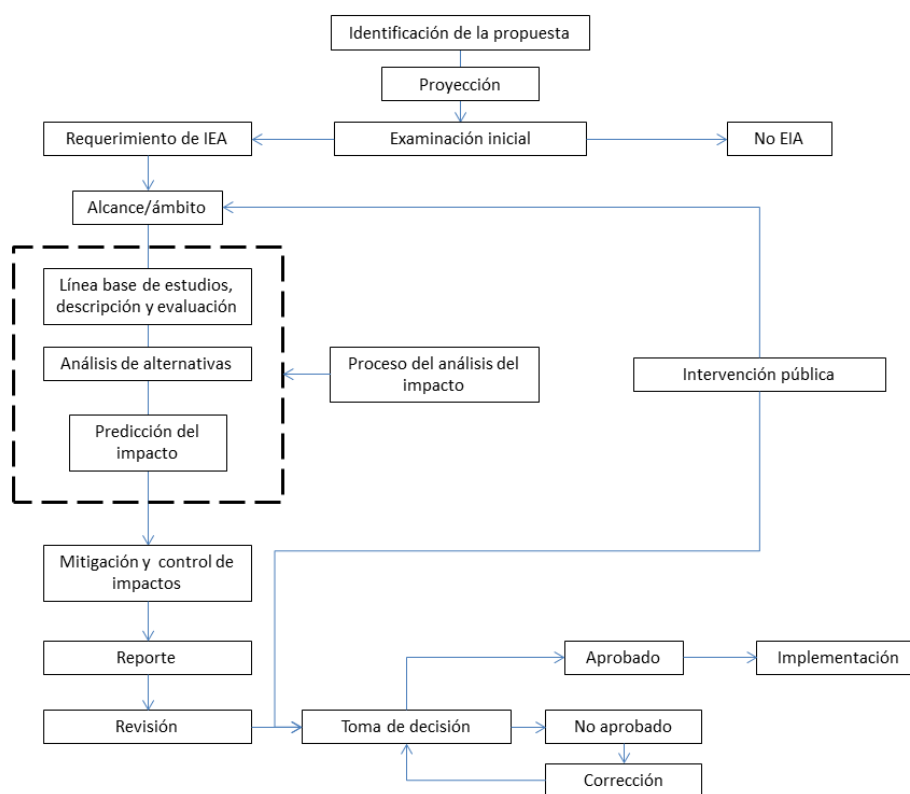 Identificación de la propuesta
Proyección
Requerimiento de IEA
Examinación inicial
No EIA
Alcance/ámbito
Línea base de estudios,
descripción y evaluación
Análisis de alternativas
Proceso del análisis del
impacto
Intervención pública
Predicción del
impacto
Mitigación y control de
impactos
Reporte
Aprobado
Implementación
Revisión
Toma de decisión
No aprobado
Corrección